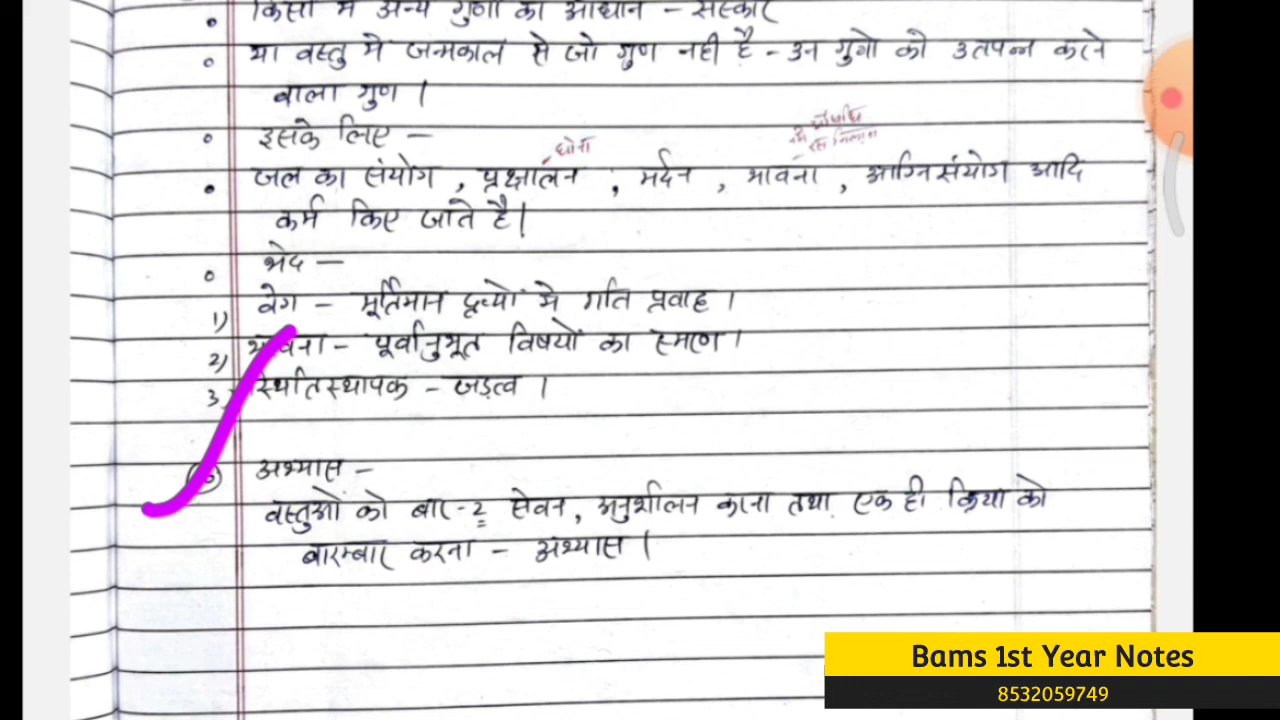 किसी में अन्य गुणों का आधान - संस्कार
या वस्तु में जन्मकाल से जो गुण नही है - उन गुणों को उतपन्न करने
वाला गुण ।
इसके लिए -
धोना
रस मिलाना
जल का संयोग , प्रक्षालन , मर्दन , भावना , अग्निसंयोग आदि
कर्म किए जाते है।
भेद -
1) वेग - मूर्तिमान द्रव्यों मे गति प्रवाह ।
2) भावना - पूर्वानुभूत विषयों का स्मरण ।
3) स्थितिस्थापक - जड़त्व ।
अभ्यास -
वस्तुओं को बार-2 सेवन, अनुशीलन करना तथा एक ही क्रिया को
बारम्बार करना - अभ्यास ।
Bams 1st Year Notes
8532059749